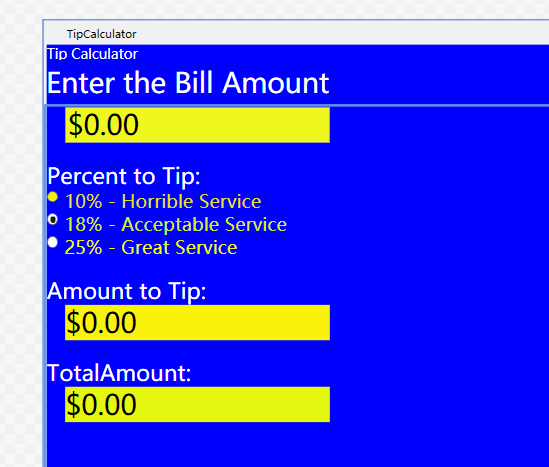 TipCalculator
Tip Calculator
Enter the Bill Amount
$0.00
Percent to Tip:
10% - Horrible Service
18% - Acceptable Service
25% - Great Service
Amount to Tip:
$0.00
TotalAmount:
$0.00